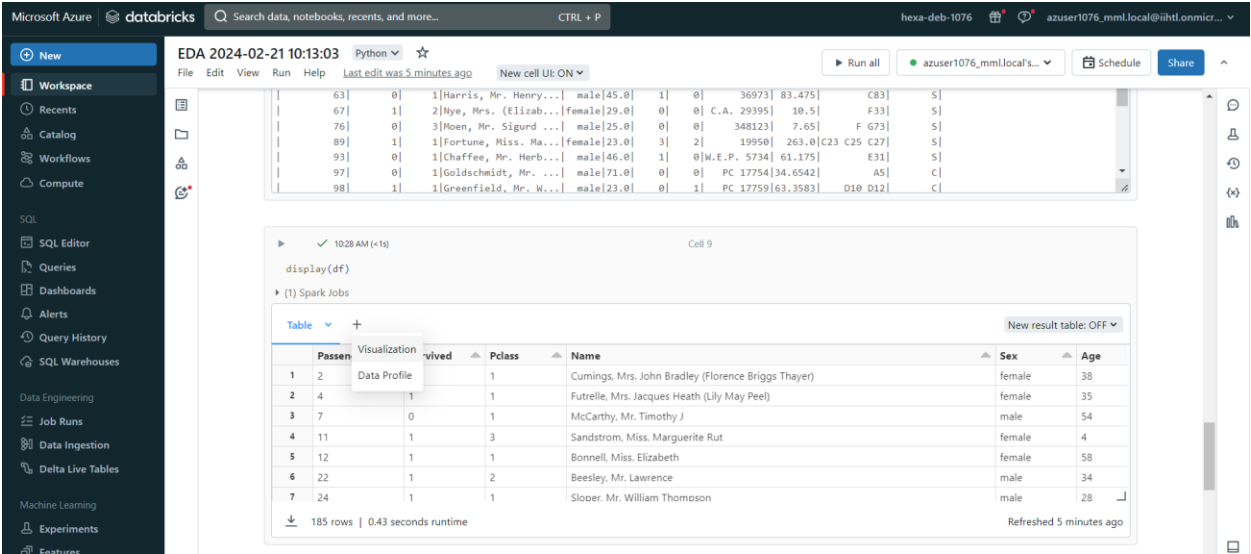 Microsoft Azure databricks Search data, notebooks, recents, and more... CTRL + P hexa-deb-1076 azuser1076_mml.local@iihtl.onmicr...
New
Workspace
Recents
Catalog
Workflows
Compute
SQL
SQL Editor
Queries
Dashboards
Alerts
Query History
SQL Warehouses
Data Engineering
Job Runs
Data Ingestion
Delta Live Tables
Machine Learning
Experiments
Features
EDA 2024-02-21 10:13:03 Python
File Edit View Run Help Last edit was 5 minutes ago New cell UI: ON
Run all azuser1076_mml.local's... Schedule Share
| 63| 0| 1|Harris, Mr. Henry...| male|45.0| 1| 0| 36973| 83.475| C83| S|
| 67| 1| 2|Nye, Mrs. (Elizab...|female|29.0| 0| 0| C.A. 29395| 10.5| F33| S|
| 76| 0| 3|Moen, Mr. Sigurd ...| male|25.0| 0| 0| 348123| 7.65| F G73| S|
| 89| 1| 1|Fortune, Miss. Ma...|female|23.0| 3| 2| 19950| 263.0|C23 C25 C27| S|
| 93| 0| 1|Chaffee, Mr. Herb...| male|46.0| 1| 0|W.E.P. 5734| 61.175| E31| S|
| 97| 0| 1|Goldschmidt, Mr. ...| male|71.0| 0| 0| PC 17754|34.6542| A5| C|
| 98| 1| 1|Greenfield, Mr. W...| male|23.0| 0| 1| PC 17759|63.3583| D10 D12| C|
10:28 AM (<1s) Cell 9
display(df)
(1) Spark Jobs
Table + New result table: OFF
Visualization
Data Profile
Passen rvived Pclass Name Sex Age
1 2 1 Cumings, Mrs. John Bradley (Florence Briggs Thayer) female 38
2 4 1 1 Futrelle, Mrs. Jacques Heath (Lily May Peel) female 35
3 7 0 1 McCarthy, Mr. Timothy J male 54
4 11 1 3 Sandstrom, Miss. Marguerite Rut female 4
5 12 1 1 Bonnell, Miss. Elizabeth female 58
6 22 1 2 Beesley, Mr. Lawrence male 34
7 24 1 1 Sloper, Mr. William Thompson male 28
185 rows | 0.43 seconds runtime Refreshed 5 minutes ago